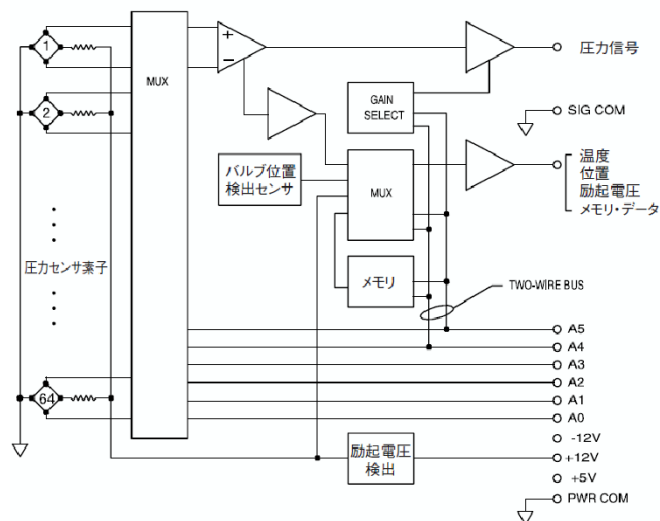 1
MUX
+
−
圧力信号
2
GAIN
SELECT
SIG COM
バルブ位置
検出センサ
MUX
温度
位置
励起電圧
メモリ・データ
圧力センサ素子
メモリ
TWO-WIRE BUS
A5
A4
A3
A2
A1
A0
64
-12V
励起電圧
検出
+12V
+5V
PWR COM